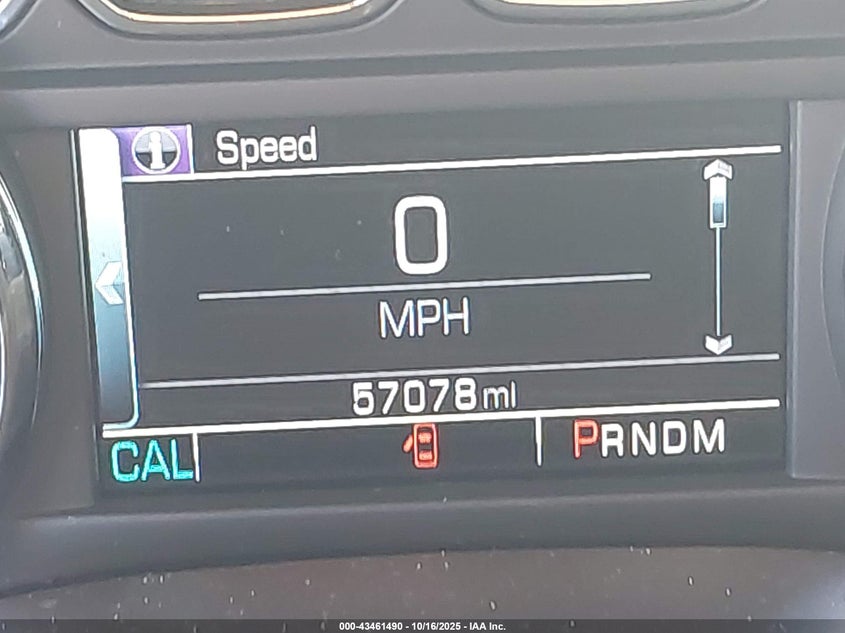 Speed
0
MPH
57078mi
CAL PRNDM
000-43461490 - 10/16/2025 - IAA Inc.